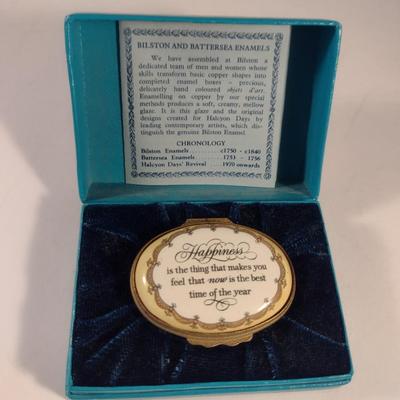 BILSTON AND BATTERSEA ENAMELS
We have assembled at Bilston a
dedicated team of men and women whose
skills transform basic copper shapes into
completed enamel boxes – precious,
delicately hand coloured objets d'art.
Enamelling on copper by our special
methods produces a soft, creamy, mellow
glaze. It is this glaze and the original
designs created for Halcyon Days by
leading contemporary artists, which dis-
tinguish the genuine Bilston Enamel.
CHRONOLOGY
Bilston Enamels.........c1750 - c1840
Battersea Enamels.......1753 - 1756
Halcyon Days' Revival....1970 onwards
Happiness
is the thing that makes you
feel that now is the best
time of the year